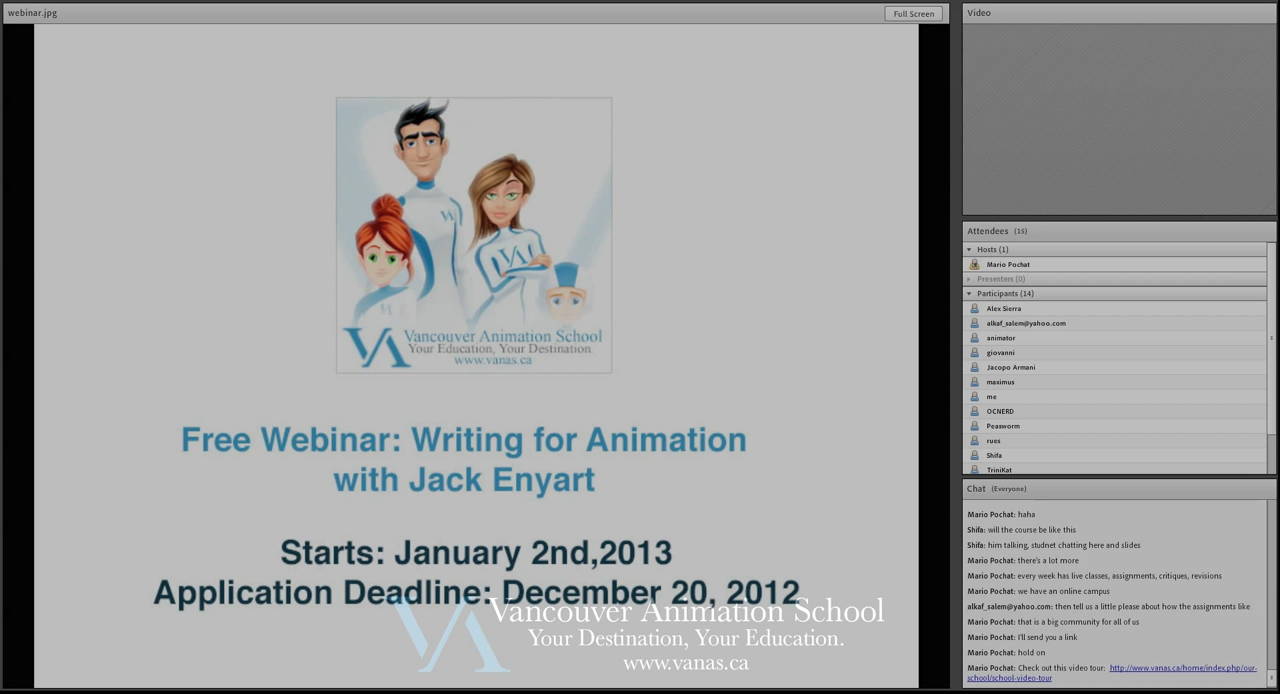 webinar.jpg
Full Screen
VA
Vancouver Animation School
Your Education, Your Destination.
www.vanas.ca
Free Webinar: Writing for Animation
with Jack Enyart
Starts: January 2nd,2013
Application Deadline: December 20, 2012
VA
Vancouver Animation School
Your Destination, Your Education.
www.vanas.ca
Video
Attendees (15)
Hosts (1)
Mario Pochat
Presenters (0)
Participants (14)
Alex Sierra
alkaf_salem@yahoo.com
animator
giovanni
Jacopo Armani
maximus
me
OCNERD
Peasworm
rues
Shifa
TriniKat
Chat (Everyone)
Mario Pochat: haha
Shifa: will the course be like this
Shifa: him talking, studnet chatting here and slides
Mario Pochat: there's a lot more
Mario Pochat: every week has live classes, assignments, critiques, revisions
Mario Pochat: we have an online campus
alkaf_salem@yahoo.com: then tell us a little please about how the assignments like
Mario Pochat: that is a big community for all of us
Mario Pochat: I'll send you a link
Mario Pochat: hold on
Mario Pochat: Check out this video tour: http://www.vanas.ca/home/index.php/our-
school/school-video-tour